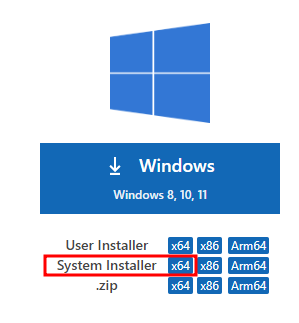 Windows
Windows 8, 10, 11
User Installer x64 x86 Arm64
System Installer x64 x86 Arm64
.zip x64 x86 Arm64